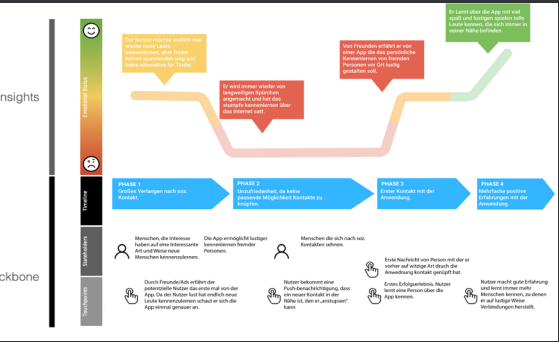 Er Lernt über die App mit viel
spaß und lustigen spielen tolle
Leute kennen, die sich immer in
seiner Nähe befinden.
Der Nutzer möchte endlich mal
wieder neue Leute
kennenlernen, aber findet
keinen spannenden weg und
keine alternative für Tinder.
Von Freunden erfährt er von
einer App die das persönliche
Kennenlernen von fremden
Personen vor Ort lustig
gestalten soll.
Er wird immer wieder von
langweiligen Sprüchen
angemacht und hat das
stumpfe kennenlernen über
das Internet satt.
nsights
Emotional Status
PHASE 1
Großes Verlangen nach soz.
Kontakt.
PHASE 2
Unzufriedenheit, da keine
passende Möglichkeit Kontakte zu
knüpfen.
PHASE 3
Erster Kontakt mit der
Anwendung.
PHASE 4
Mehrfache positive
Erfahrungen mit der
Anwendung.
Timeline
ckbone
Menschen, die Interesse
haben auf eine Interessante
Art und Weise neue
Menschen kennenzulernen.
Die App ermöglicht lustiges
kennenlernen fremder
Personen.
Menschen die sich nach soz.
Kontakten sehnen.
Erste Nachricht von Person mit der er
vorher auf witzige Art druch die
Anwednung kontakt genüpft hat.
Touchpoints
Durch Freunde/Ads erfährt der
potenzielle Nutzer das erste mal von der
App. Da der Nutzer lust hat endlich neue
Leute kennenzulernen schaut er sich die
App einmal genauer an.
Nutzer bekommt eine
Push-benachrichtigung, dass
ein neuer Kontakt in der
Nähe ist, den er „anstupsen"
kann
Erstes Erfolgserlebnis. Nutzer
lernt eine Person über die
App kennen.
Nutzer macht gute Erfahrung
und lernt immer mehr
Menschen kennen, zu denen
er auf lustige Weise
Verbindungen herstellt.